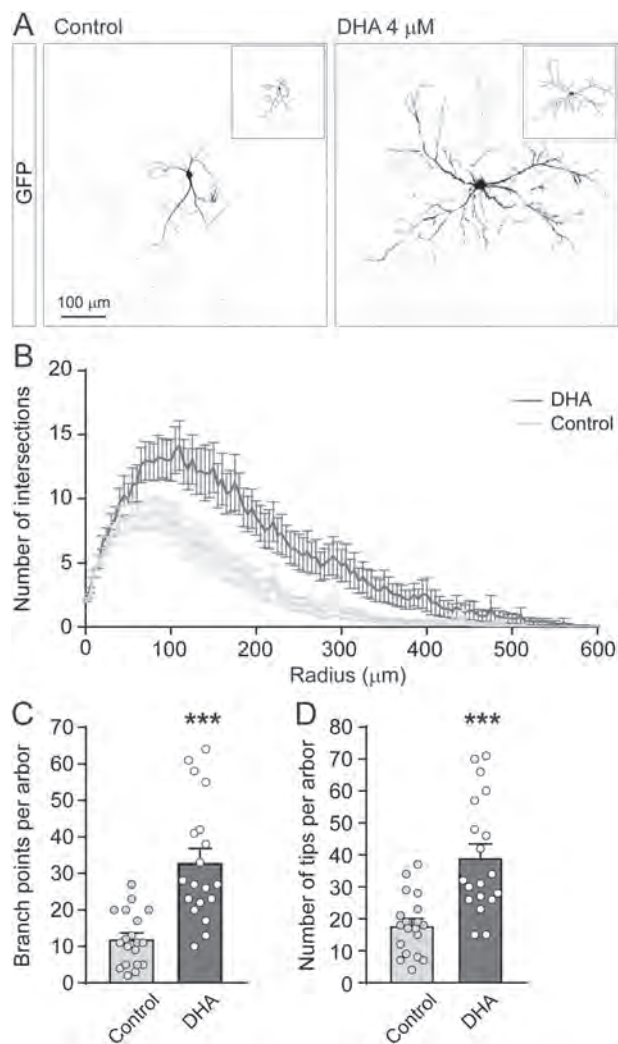 A Control DHA 4 μM
GFP
100 μm
B
20
15
10
5
0
Number of intersections
DHA
Control
0 100 200 300 400 500 600
Radius (μm)
C
***
70
60
50
40
30
20
10
0
Branch points per arbor
Control DHA
D
***
80
70
60
50
40
30
20
10
0
Number of tips per arbor
Control DHA